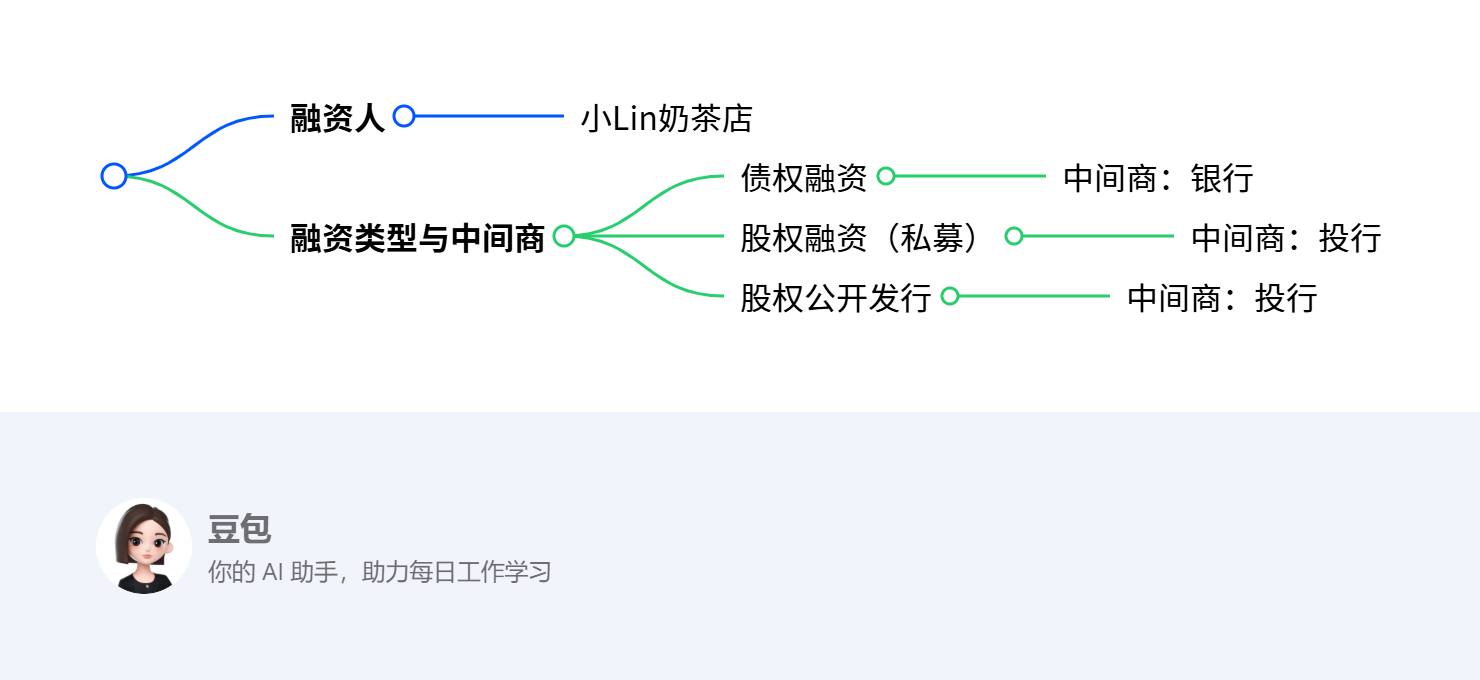 融资人
小Lin奶茶店
债权融资
中间商：银行
融资类型与中间商
股权融资（私募）
中间商：投行
股权公开发行
中间商：投行
豆包
你的 AI 助手，助力每日工作学习